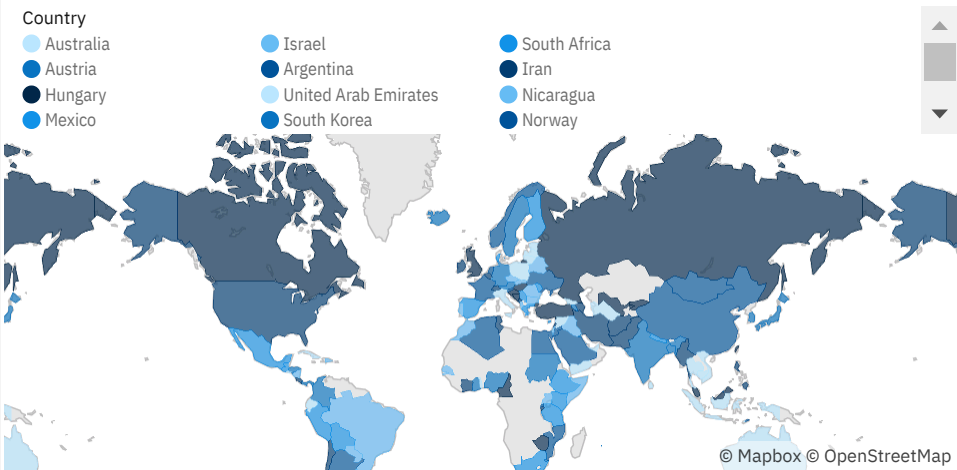 Country
Australia
Israel
South Africa
Austria
Argentina
Iran
Hungary
United Arab Emirates
Nicaragua
Mexico
South Korea
Norway
© Mapbox © OpenStreetMap